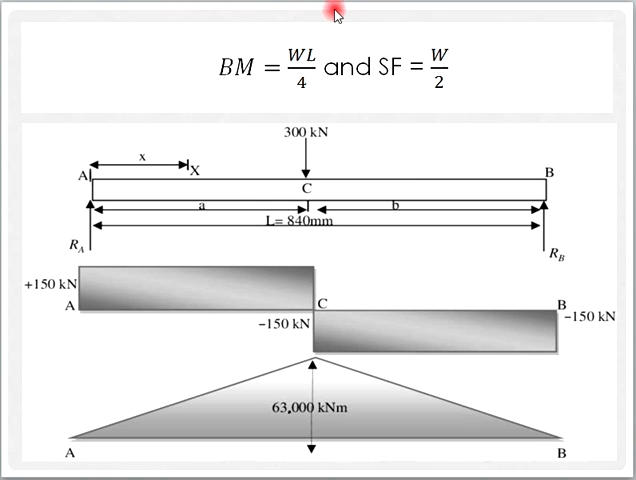 BM = WL/4 and SF = W/2
300 kN
x
A X B
C
a b
L= 840mm
R_A R_B
+150 kN
A C B
−150 kN −150 kN
63,000 kNm
A B